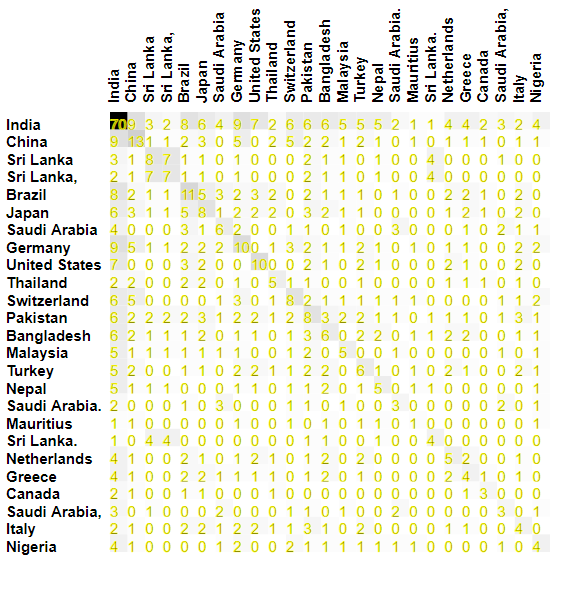 India
China
Sri Lanka
Sri Lanka,
Brazil
Japan
Saudi Arabia
Germany
United States
Thailand
Switzerland
Pakistan
Bangladesh
Malaysia
Turkey
Nepal
Saudi Arabia.
Mauritius
Sri Lanka.
Netherlands
Greece
Canada
Saudi Arabia,
Italy
Nigeria
India 70 9 3 2 8 6 4 9 7 2 6 6 6 5 5 5 2 1 1 4 4 2 3 2 4
China 9 13 1 1 2 3 0 5 0 2 5 2 2 1 2 1 0 1 0 1 1 1 0 1 1
Sri Lanka 3 1 8 7 1 1 0 1 0 0 0 2 1 1 0 1 0 0 4 0 0 0 1 0 0
Sri Lanka, 2 1 7 7 1 1 0 1 0 0 0 2 1 1 0 1 0 0 4 0 0 0 0 0 0
Brazil 8 2 1 1 11 5 3 2 3 2 0 2 1 1 1 0 1 0 0 2 2 1 0 2 0
Japan 6 3 1 1 5 8 1 2 2 2 0 3 2 1 1 0 0 0 0 1 2 1 0 2 0
Saudi Arabia 4 0 0 0 3 1 6 2 0 0 1 1 0 1 0 0 3 0 0 0 1 0 2 1 1
Germany 9 5 1 1 2 2 2 10 0 1 3 2 1 1 2 1 0 1 0 1 1 0 0 2 2
United States 7 0 0 0 3 2 0 0 10 0 0 2 1 0 2 1 0 0 0 2 1 0 0 2 0
Thailand 2 2 0 0 2 2 0 1 0 5 1 1 0 0 0 0 0 0 0 1 1 0 0 1 0
Switzerland 6 5 0 0 0 0 1 3 0 1 8 2 1 1 1 1 1 1 0 0 0 1 0 1 2
Pakistan 6 2 2 2 2 3 1 2 2 1 2 8 3 2 2 1 1 0 1 1 1 0 1 3 1
Bangladesh 6 2 1 1 1 2 0 1 1 0 1 3 6 0 2 2 0 1 0 2 2 0 0 1 1
Malaysia 5 1 1 1 1 1 1 1 0 0 1 2 0 5 0 0 1 0 0 0 0 0 0 0 1
Turkey 5 2 0 0 1 1 0 2 2 0 1 2 2 0 6 0 0 1 0 2 1 0 0 2 1
Nepal 5 1 1 1 0 0 0 1 1 0 1 1 2 0 0 5 0 0 0 0 0 0 0 0 1
Saudi Arabia. 2 0 0 0 1 0 3 0 0 0 1 1 0 1 0 0 3 0 0 0 0 0 2 0 1
Mauritius 1 1 0 0 0 0 0 1 0 0 1 0 1 0 1 0 0 1 0 0 0 0 0 0 1
Sri Lanka. 1 0 4 4 0 0 0 0 0 0 0 1 0 0 0 0 0 0 4 0 0 0 0 0 0
Netherlands 4 1 0 0 2 1 0 1 2 1 0 1 2 0 2 0 0 0 0 5 2 0 0 1 0
Greece 4 1 0 0 2 2 1 1 1 1 0 1 2 0 1 0 0 0 0 2 4 1 0 1 0
Canada 2 1 0 0 1 1 0 0 0 0 1 0 0 0 0 0 0 0 0 0 1 3 0 0 0
Saudi Arabia, 3 0 1 0 0 0 2 0 0 0 0 1 0 0 0 0 2 0 0 0 0 0 3 0 1
Italy 2 1 0 0 2 2 1 2 2 1 1 3 1 0 2 0 0 0 0 1 1 0 0 4 0
Nigeria 4 1 0 0 0 0 1 2 0 0 2 1 1 1 1 1 1 1 0 0 0 0 1 0 4